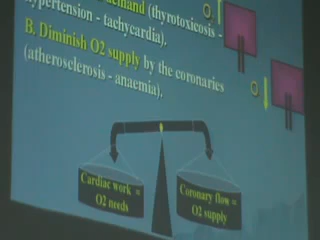 demand (thyrotoxicosis -
hypertension - tachycardia).
B. Diminish O2 supply by the coronaries
(atherosclerosis - anaemia).
Cardiac work =
O2 needs
Coronary flow =
O2 supply